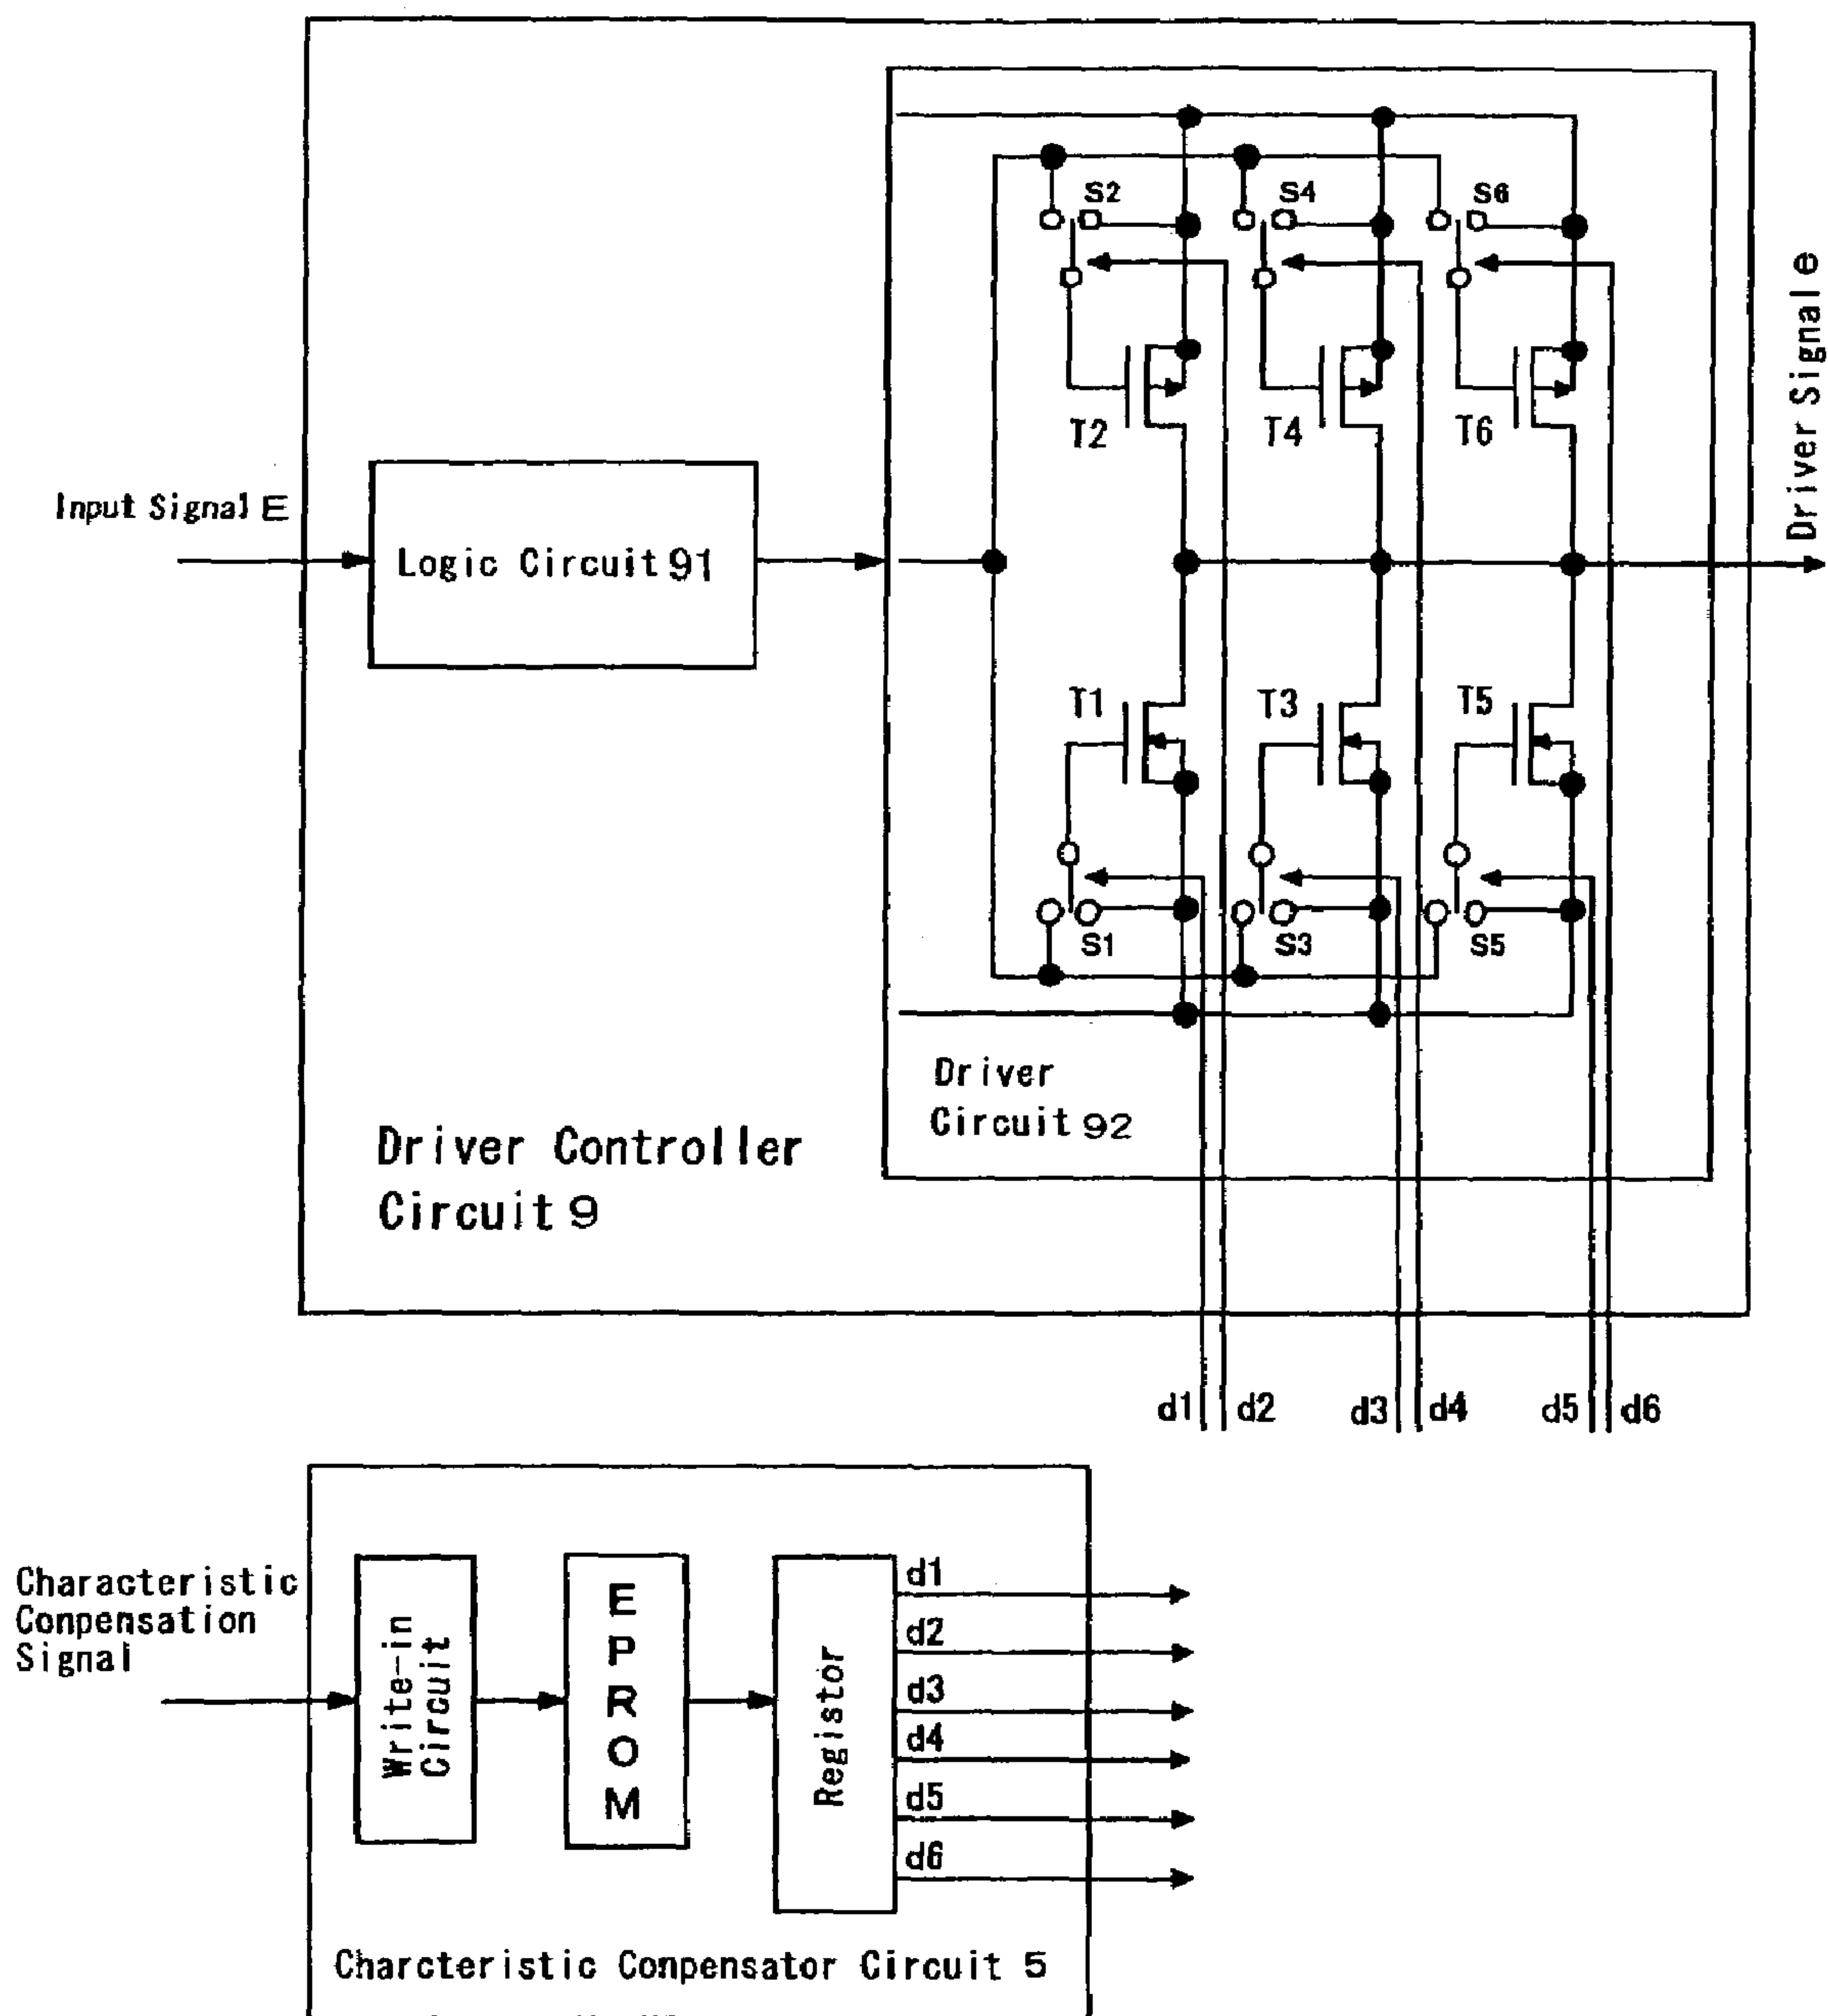 S2
S4
S6
T2
T4
T6
Driver Signal e
Input Signal E
Logic Circuit 91
T1
T3
T5
S1
S3
S5
Driver
Circuit 92
Driver Controller
Circuit 9
d1
d2
d3
d4
d5
d6
Characteristic
Conpensation
Signal
Write-in
Circuit
EPROM
Registor
d1
d2
d3
d4
d5
d6
Charcteristic Conpensator Circuit 5